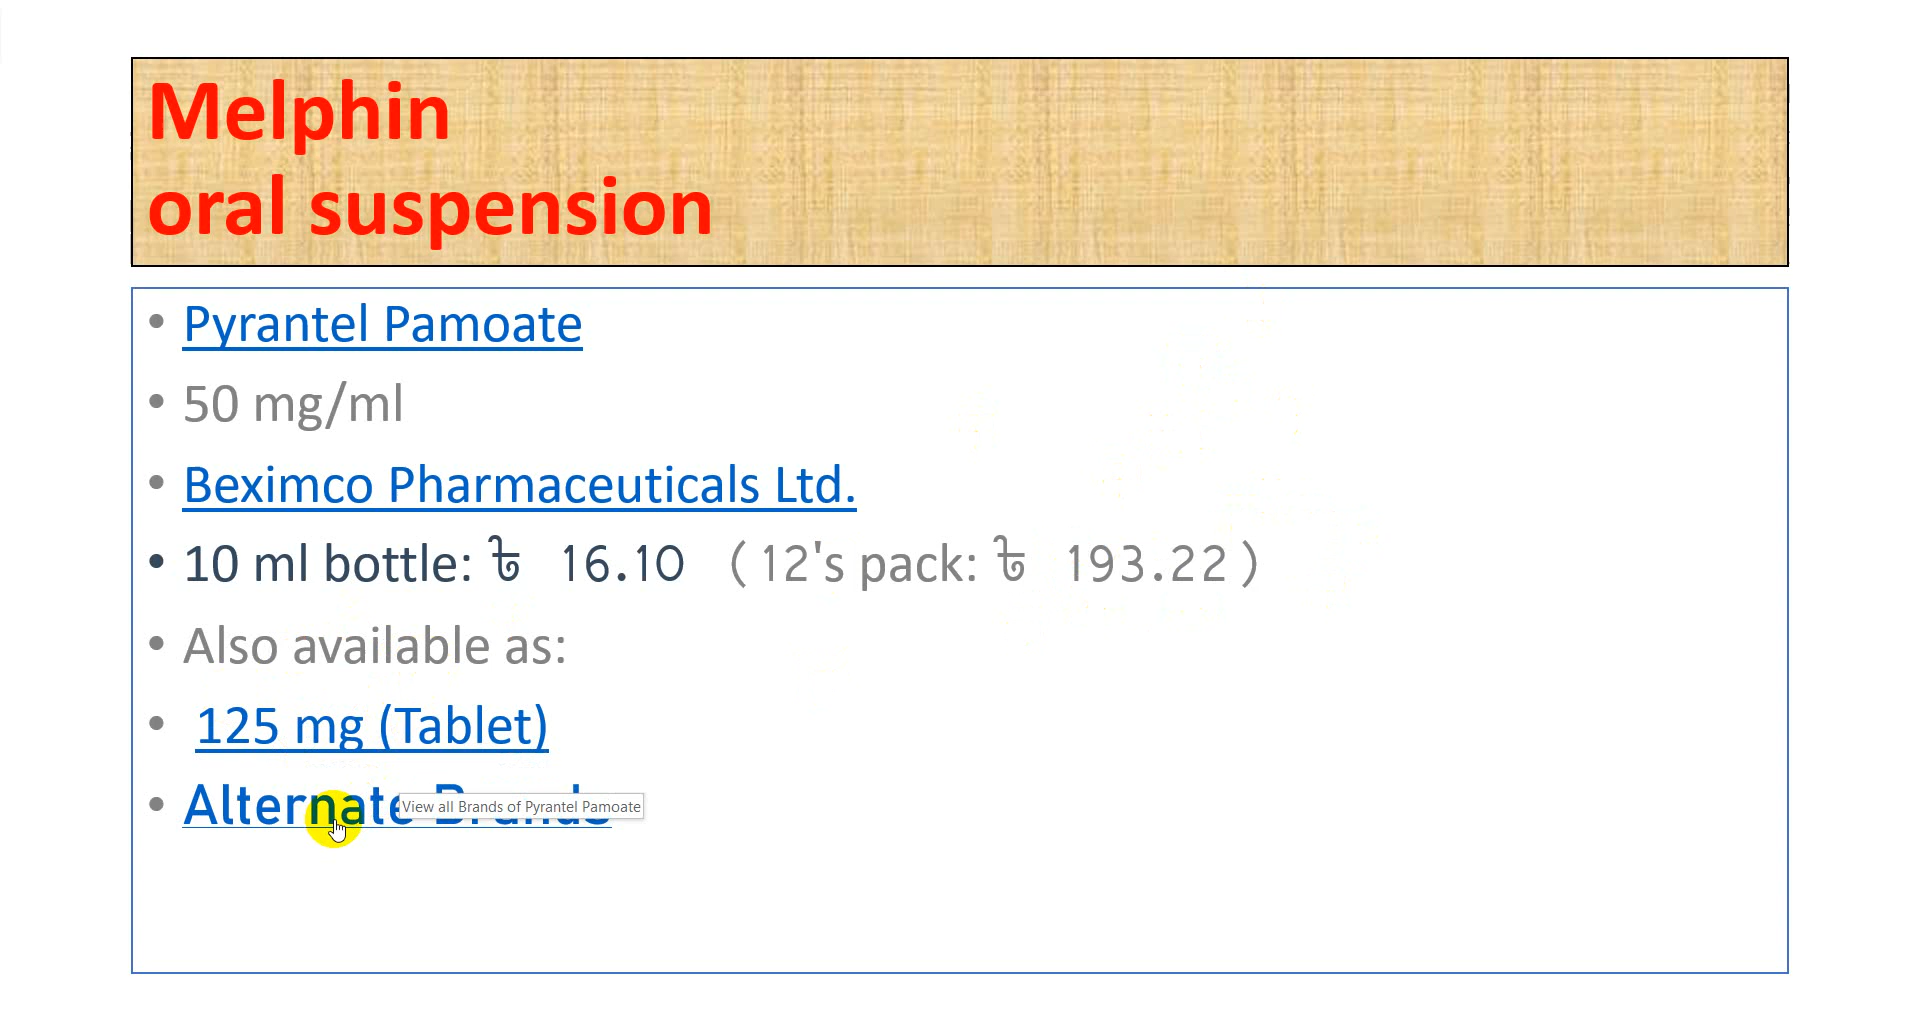 Melphin
oral suspension
• Pyrantel Pamoate
• 50 mg/ml
• Beximco Pharmaceuticals Ltd.
• 10 ml bottle: ৳ 16.10 (12's pack: ৳ 193.22)
• Also available as:
• 125 mg (Tablet)
• Alternate Brands
View all Brands of Pyrantel Pamoate